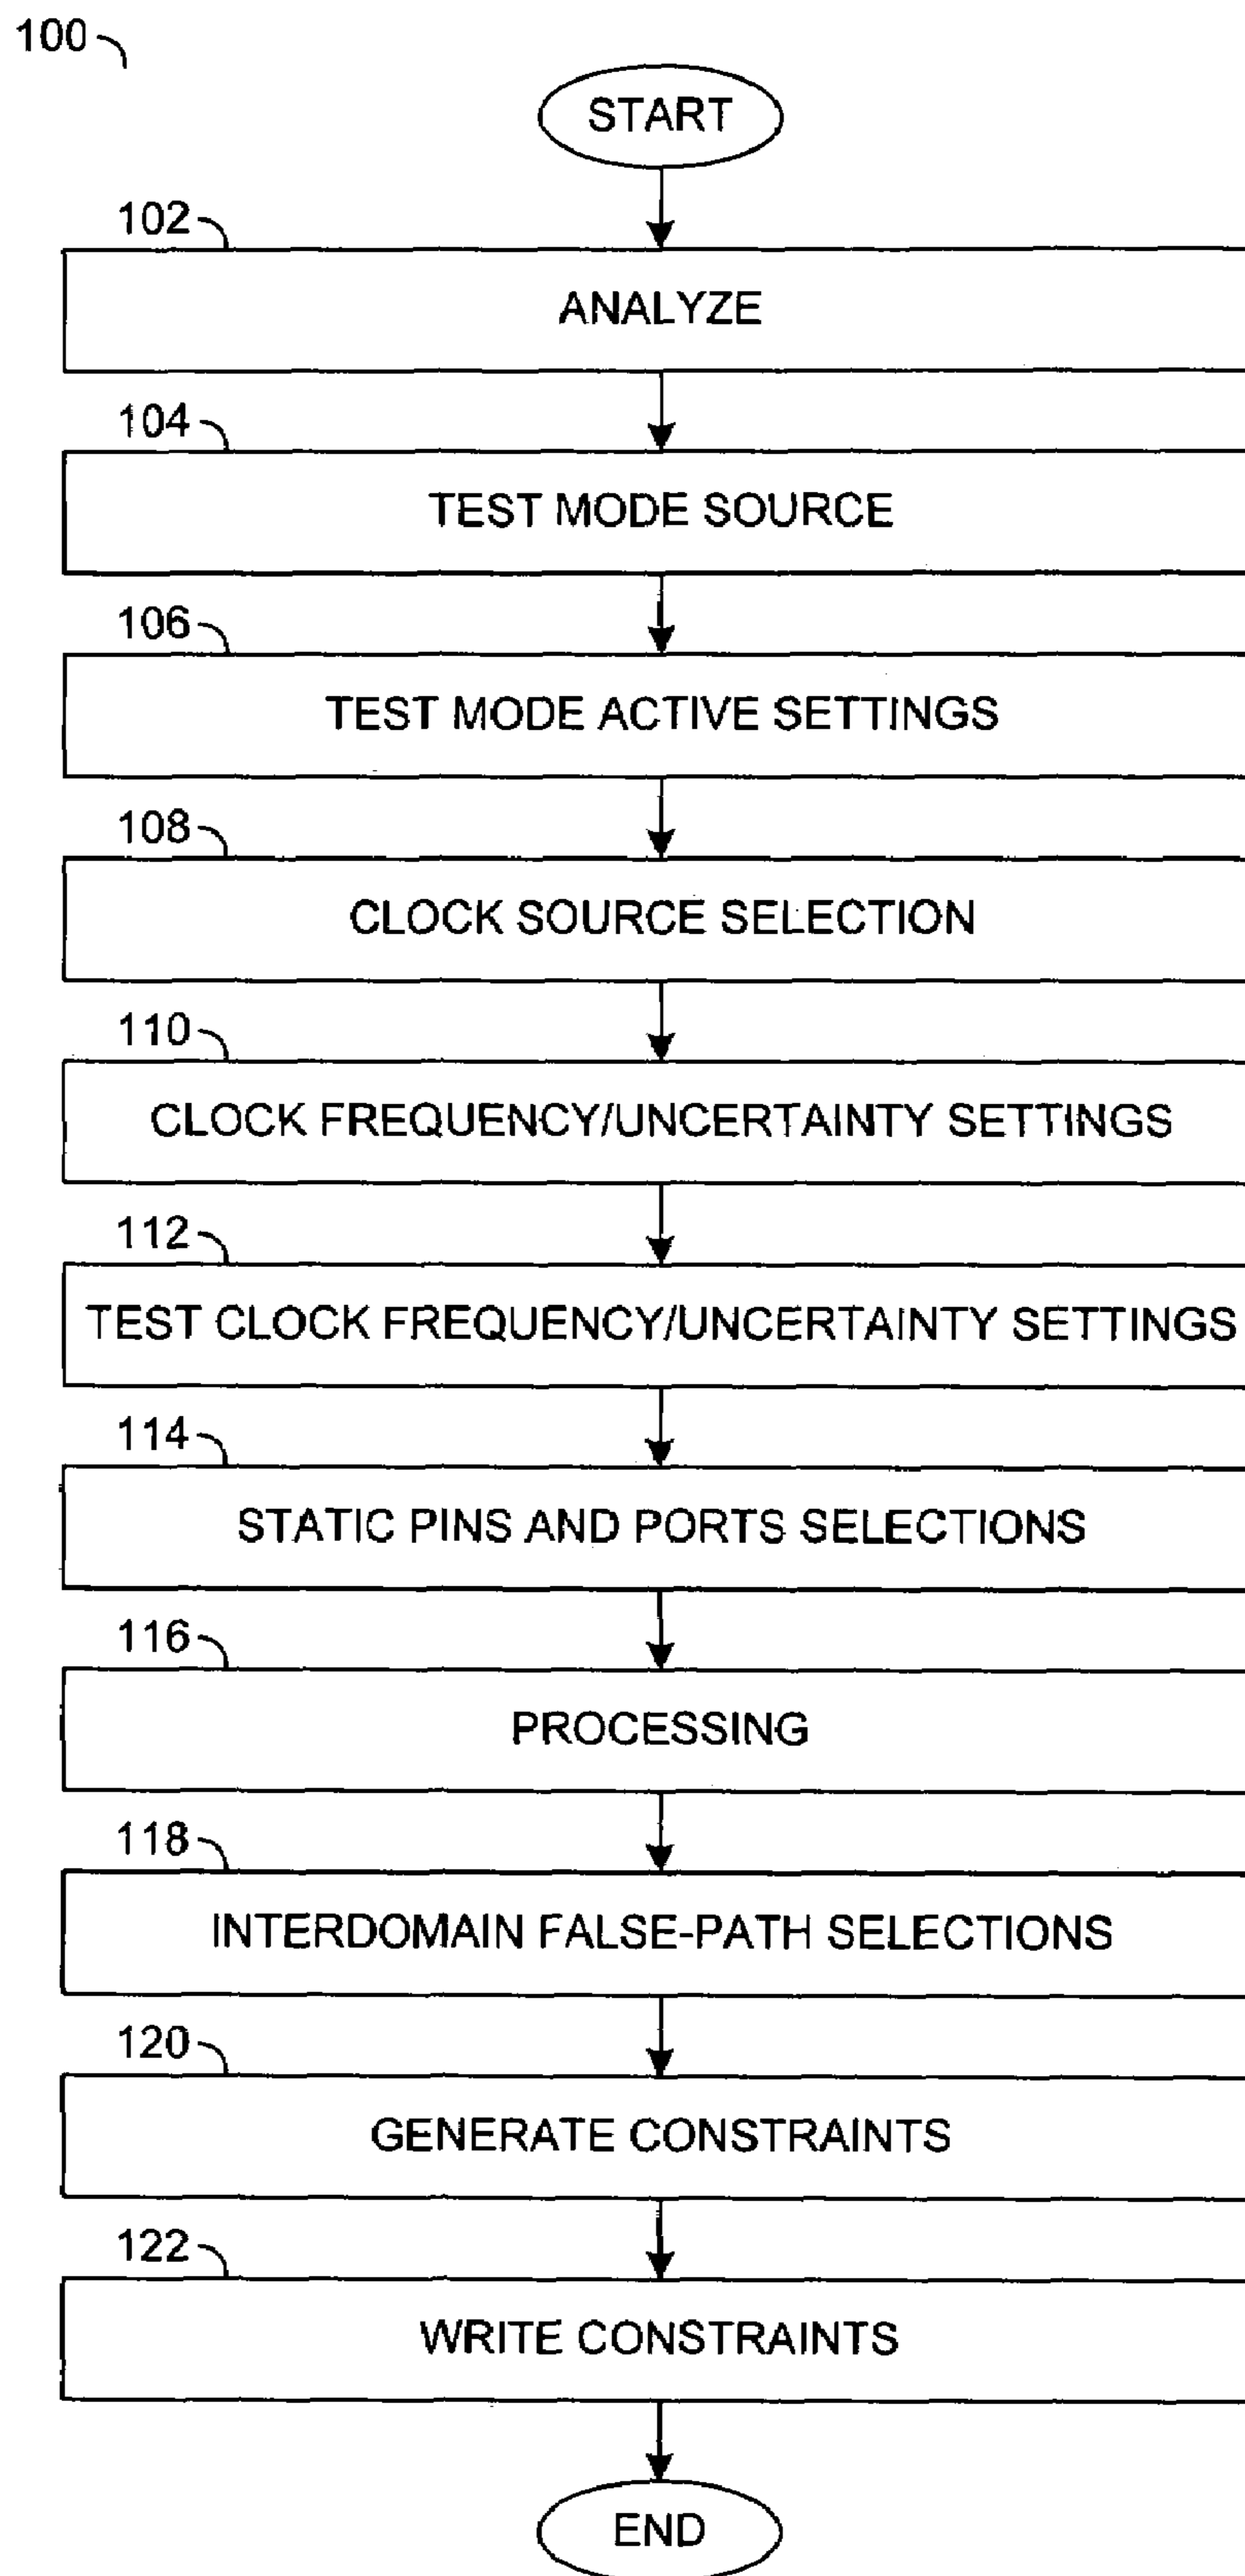 100
START
102
ANALYZE
104
TEST MODE SOURCE
106
TEST MODE ACTIVE SETTINGS
108
CLOCK SOURCE SELECTION
110
CLOCK FREQUENCY/UNCERTAINTY SETTINGS
112
TEST CLOCK FREQUENCY/UNCERTAINTY SETTINGS
114
STATIC PINS AND PORTS SELECTIONS
116
PROCESSING
118
INTERDOMAIN FALSE-PATH SELECTIONS
120
GENERATE CONSTRAINTS
122
WRITE CONSTRAINTS
END